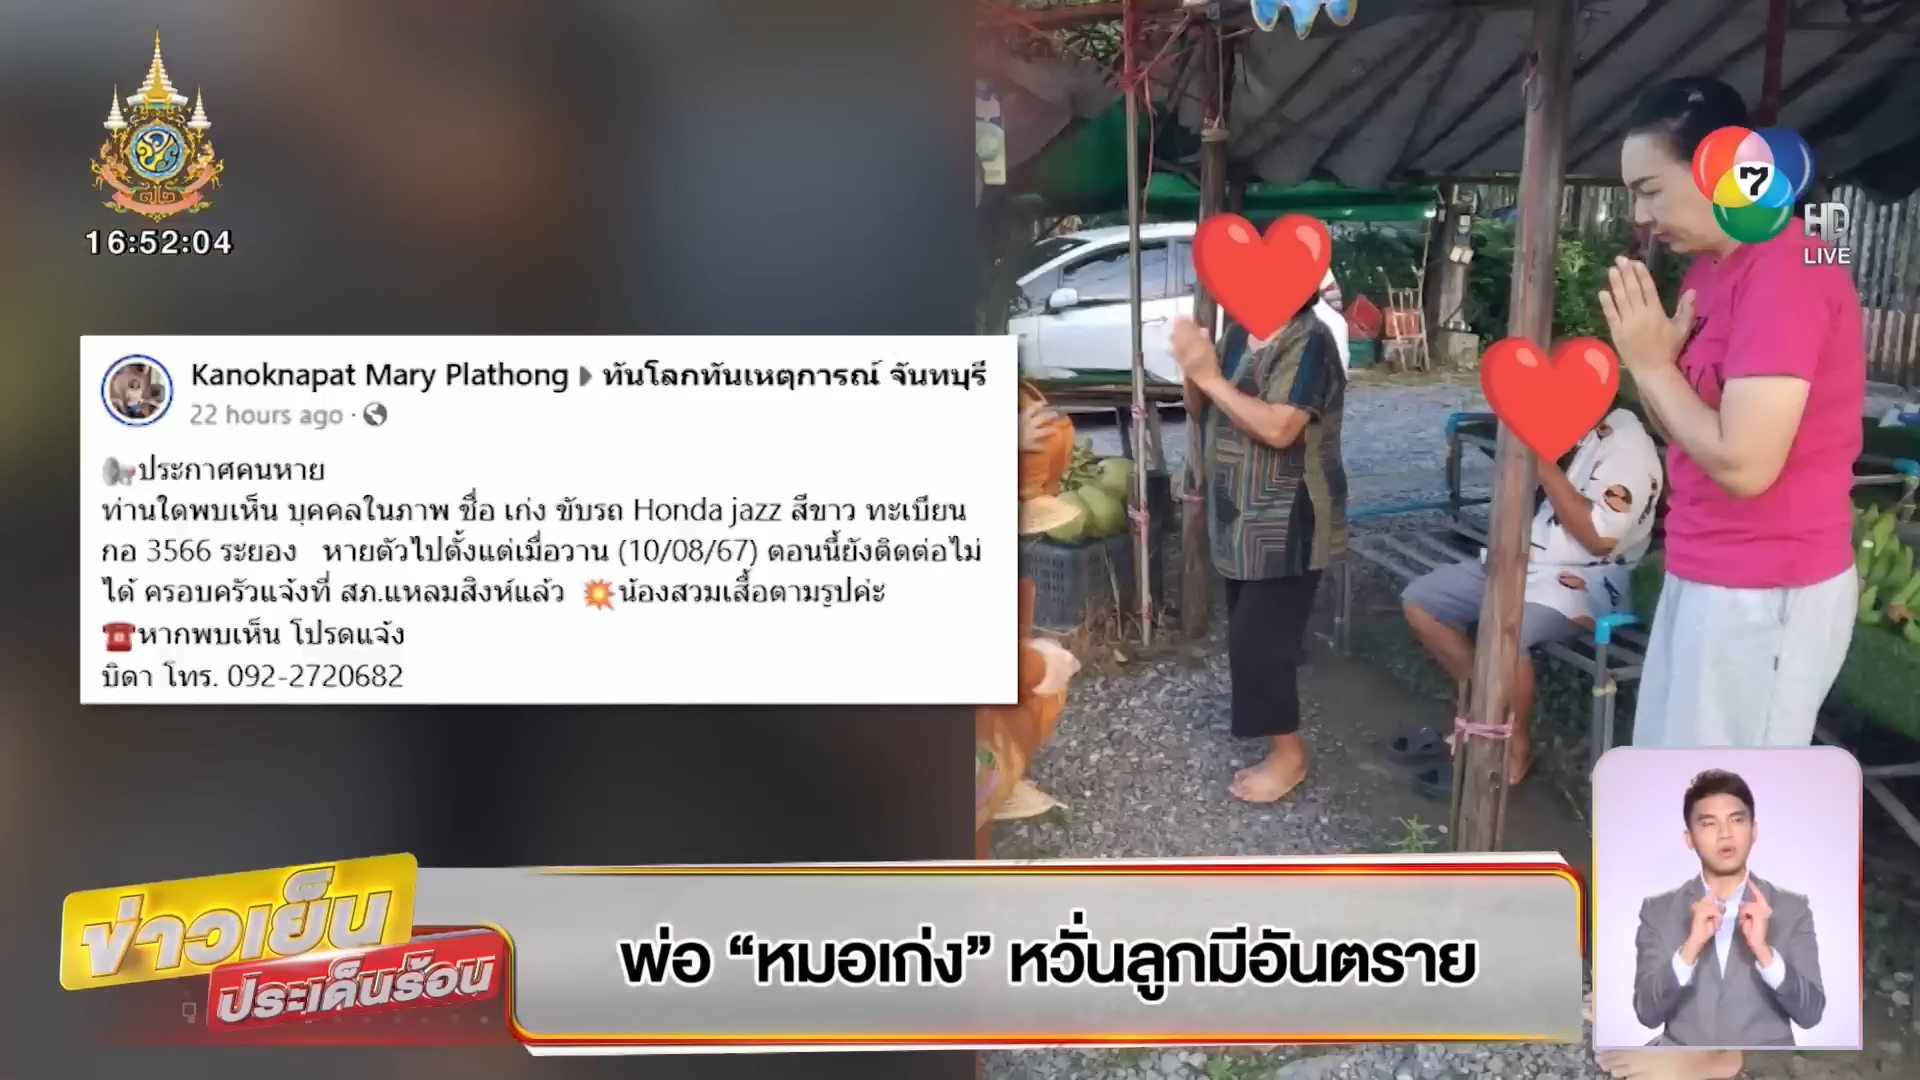 16:52:04
7
HD
LIVE
Kanoknapat Mary Plathong ▸ ทันโลกทันเหตุการณ์ จันทบุรี
22 hours ago ·
ประกาศคนหาย
ท่านใดพบเห็น บุคคลในภาพ ชื่อ เก่ง ขับรถ Honda jazz สีขาว ทะเบียน
กอ 3566 ระยอง หายตัวไปตั้งแต่เมื่อวาน (10/08/67) ตอนนี้ยังติดต่อไม่
ได้ ครอบครัวแจ้งที่ สภ.แหลมสิงห์แล้ว 💥น้องสวมเสื้อตามรูปค่ะ
☎️หากพบเห็น โปรดแจ้ง
บิดา โทร. 092-2720682
ข่าวเย็น
ประเด็นร้อน
พ่อ “หมอเก่ง” หวั่นลูกมีอันตราย